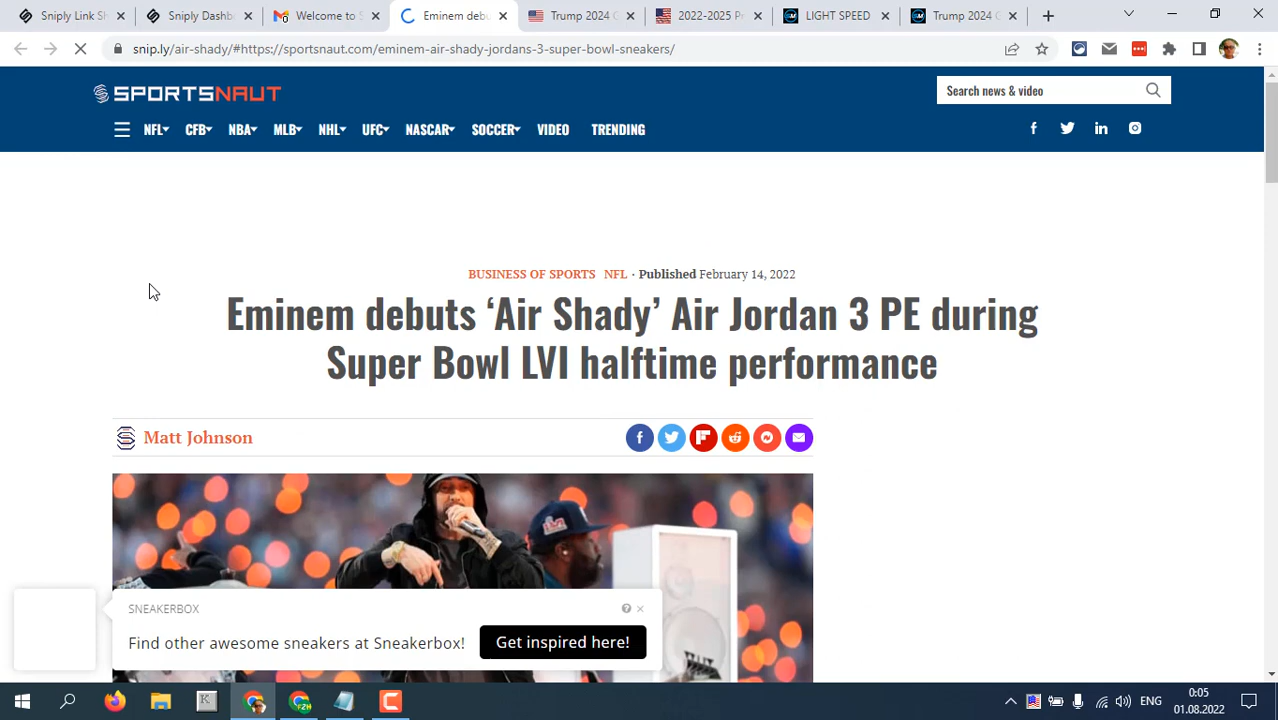 Sniply Link Sh
Sniply Dashb
Welcome to S
Eminem debu
Trump 2024 G
2022-2025 P
LIGHT SPEED
Trump 2024 G
snip.ly/air-shady/#https://sportsnaut.com/eminem-air-shady-jordans-3-super-bowl-sneakers/
SPORTSNAUT
Search news & video
NFL CFB NBA MLB NHL UFC NASCAR SOCCER VIDEO TRENDING
BUSINESS OF SPORTS NFL · Published February 14, 2022
Eminem debuts ‘Air Shady’ Air Jordan 3 PE during
Super Bowl LVI halftime performance
Matt Johnson
SNEAKERBOX
Find other awesome sneakers at Sneakerbox! Get inspired here!
ENG
0:05
01.08.2022